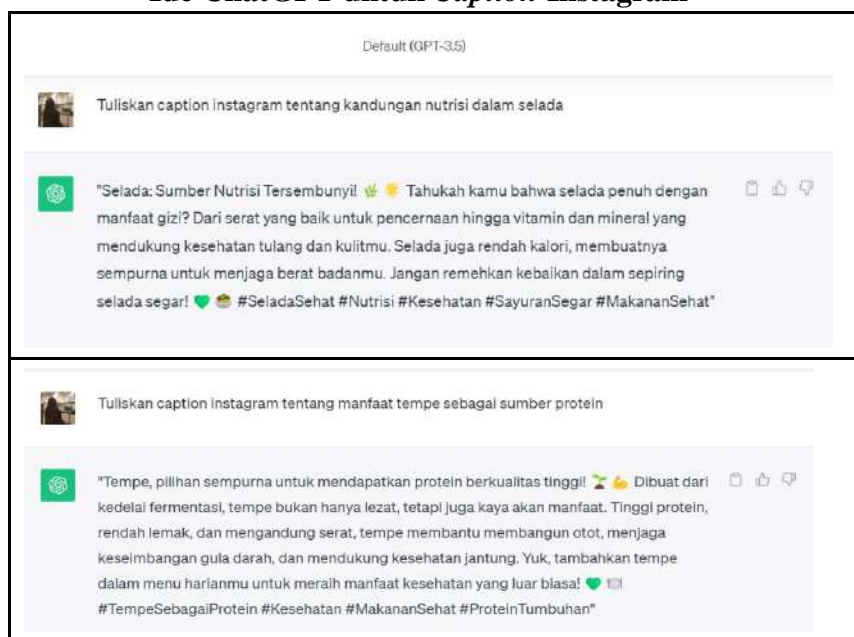 Ide ChatGPT untuk Caption Instagram
Default (GPT-3.5)
Tuliskan caption instagram tentang kandungan nutrisi dalam selada
"Selada: Sumber Nutrisi Tersembunyi! 🌿 🌟 Tahukah kamu bahwa selada penuh dengan
manfaat gizi? Dari serat yang baik untuk pencernaan hingga vitamin dan mineral yang
mendukung kesehatan tulang dan kulitmu. Selada juga rendah kalori, membuatnya
sempurna untuk menjaga berat badanmu. Jangan remehkan kebaikan dalam sepiring
selada segar! 💚 🥗 #SeladaSehat #Nutrisi #Kesehatan #SayuranSegar #MakananSehat"
Tuliskan caption instagram tentang manfaat tempe sebagai sumber protein
"Tempe, pilihan sempurna untuk mendapatkan protein berkualitas tinggi! 🌱 💪 Dibuat dari
kedelai fermentasi, tempe bukan hanya lezat, tetapi juga kaya akan manfaat. Tinggi protein,
rendah lemak, dan mengandung serat, tempe membantu membangun otot, menjaga
keseimbangan gula darah, dan mendukung kesehatan jantung. Yuk, tambahkan tempe
dalam menu harianmu untuk meraih manfaat kesehatan yang luar biasa! 💚 🍽️
#TempeSebagaiProtein #Kesehatan #MakananSehat #ProteinTumbuhan"